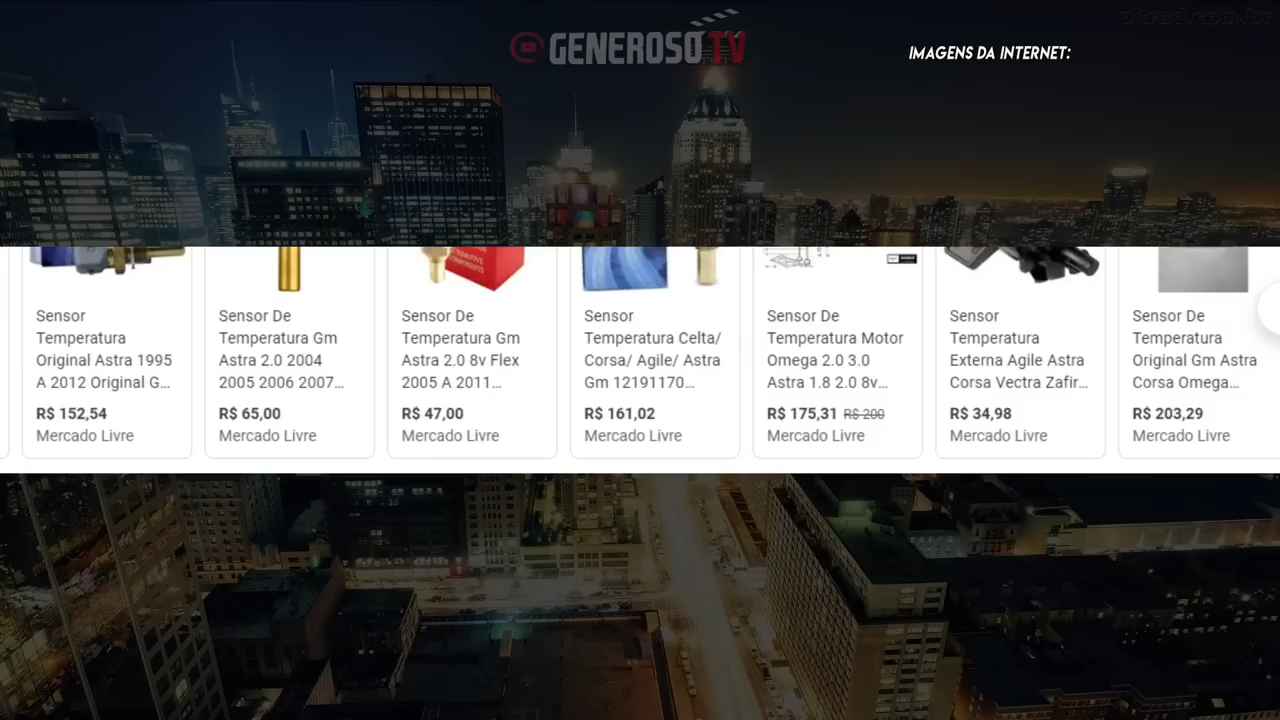 GENEROSO TV
IMAGENS DA INTERNET:
Sensor
Temperatura
Original Astra 1995
A 2012 Original G...
R$ 152,54
Mercado Livre
Sensor De
Temperatura Gm
Astra 2.0 2004
2005 2006 2007...
R$ 65,00
Mercado Livre
Sensor De
Temperatura Gm
Astra 2.0 8v Flex
2005 A 2011...
R$ 47,00
Mercado Livre
Sensor
Temperatura Celta/
Corsa/ Agile/ Astra
Gm 12191170...
R$ 161,02
Mercado Livre
Sensor De
Temperatura Motor
Omega 2.0 3.0
Astra 1.8 2.0 8v...
R$ 175,31 R$ 200
Mercado Livre
Sensor
Temperatura
Externa Agile Astra
Corsa Vectra Zafir...
R$ 34,98
Mercado Livre
Sensor De
Temperatura
Original Gm Astra
Corsa Omega...
R$ 203,29
Mercado Livre